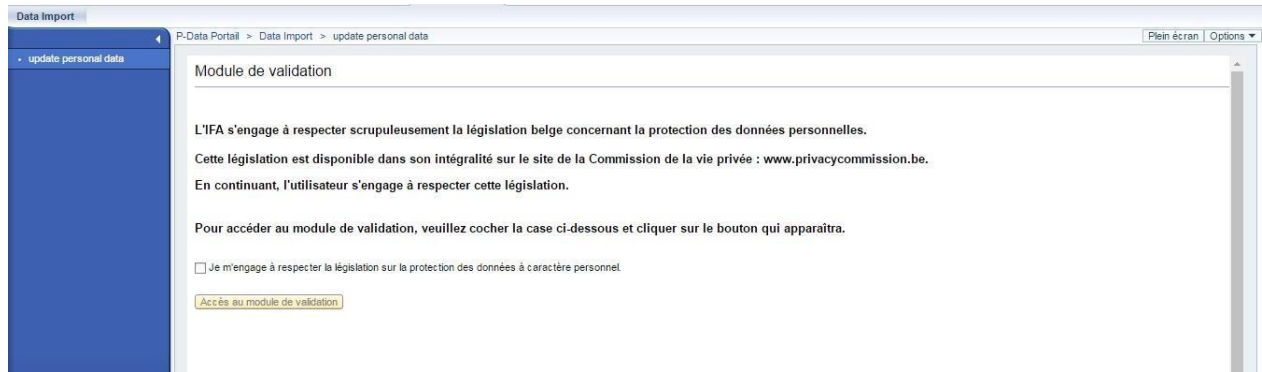 Data Import
P-Data Portail > Data Import > update personal data
Plein écran Options
• update personal data
Module de validation
L'IFA s'engage à respecter scrupuleusement la législation belge concernant la protection des données personnelles.
Cette législation est disponible dans son intégralité sur le site de la Commission de la vie privée : www.privacycommission.be.
En continuant, l'utilisateur s'engage à respecter cette législation.
Pour accéder au module de validation, veuillez cocher la case ci-dessous et cliquer sur le bouton qui apparaîtra.
Je m'engage à respecter la législation sur la protection des données à caractère personnel.
Accès au module de validation